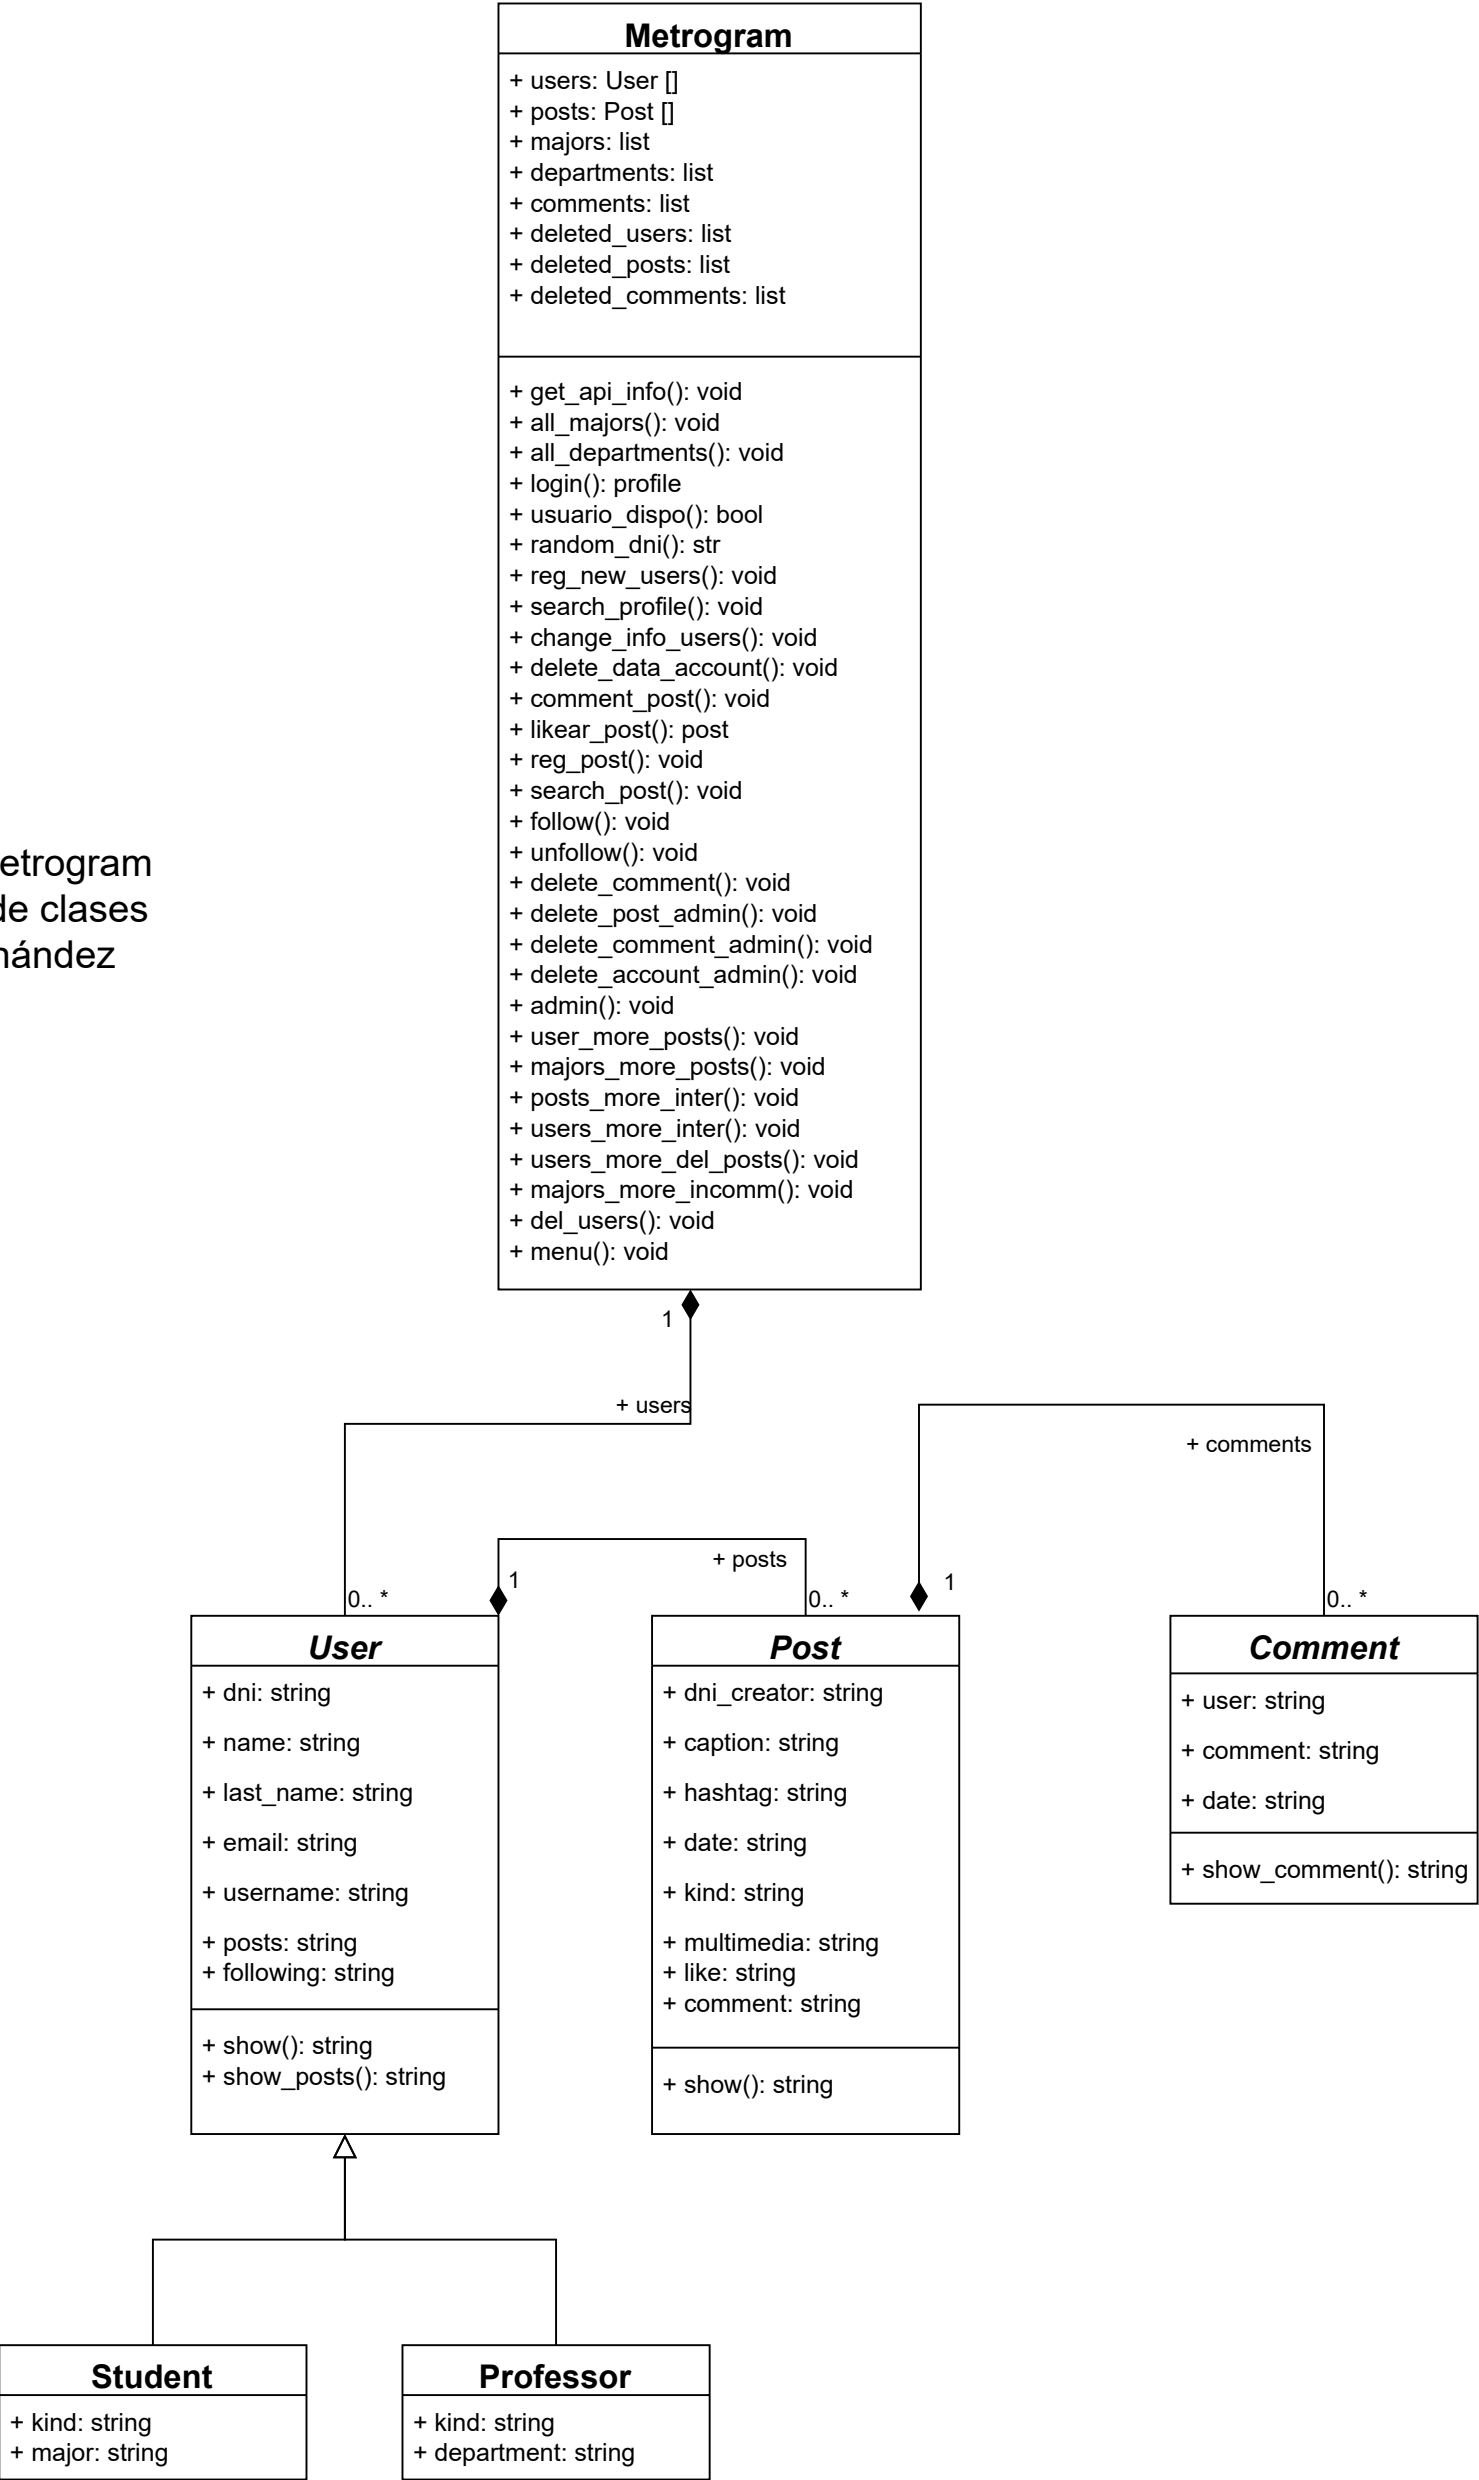 Metrogram
+ users: User []
+ posts: Post []
+ majors: list
+ departments: list
+ comments: list
+ deleted_users: list
+ deleted_posts: list
+ deleted_comments: list
+ get_api_info(): void
+ all_majors(): void
+ all_departments(): void
+ login(): profile
+ usuario_dispo(): bool
+ random_dni(): str
+ reg_new_users(): void
+ search_profile(): void
+ change_info_users(): void
+ delete_data_account(): void
+ comment_post(): void
+ likear_post(): post
+ reg_post(): void
+ search_post(): void
+ follow(): void
+ unfollow(): void
+ delete_comment(): void
+ delete_post_admin(): void
+ delete_comment_admin(): void
+ delete_account_admin(): void
+ admin(): void
+ user_more_posts(): void
+ majors_more_posts(): void
+ posts_more_inter(): void
+ users_more_inter(): void
+ users_more_del_posts(): void
+ majors_more_incomm(): void
+ del_users(): void
+ menu(): void
etrogram
de clases
nández
1
+ users
0.. *
1
+ posts
0.. *
1
+ comments
0.. *
User
+ dni: string
+ name: string
+ last_name: string
+ email: string
+ username: string
+ posts: string
+ following: string
+ show(): string
+ show_posts(): string
Post
+ dni_creator: string
+ caption: string
+ hashtag: string
+ date: string
+ kind: string
+ multimedia: string
+ like: string
+ comment: string
+ show(): string
Comment
+ user: string
+ comment: string
+ date: string
+ show_comment(): string
Student
+ kind: string
+ major: string
Professor
+ kind: string
+ department: string